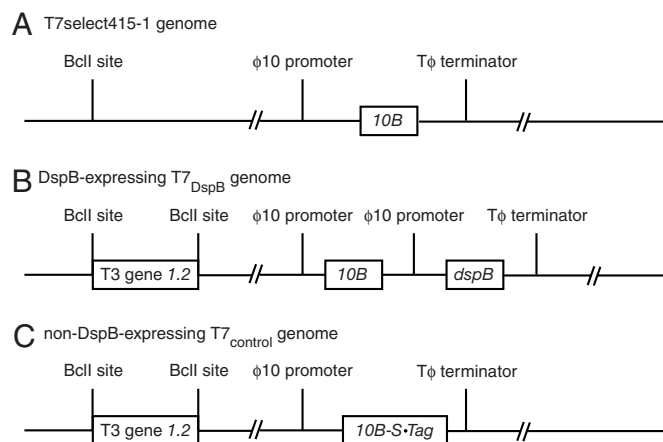 A T7select415-1 genome
BclI site ϕ10 promoter Tϕ terminator
10B
B DspB-expressing T7DspB genome
BclI site BclI site ϕ10 promoter ϕ10 promoter Tϕ terminator
T3 gene 1.2 10B dspB
C non-DspB-expressing T7control genome
BclI site BclI site ϕ10 promoter Tϕ terminator
T3 gene 1.2 10B-S•Tag